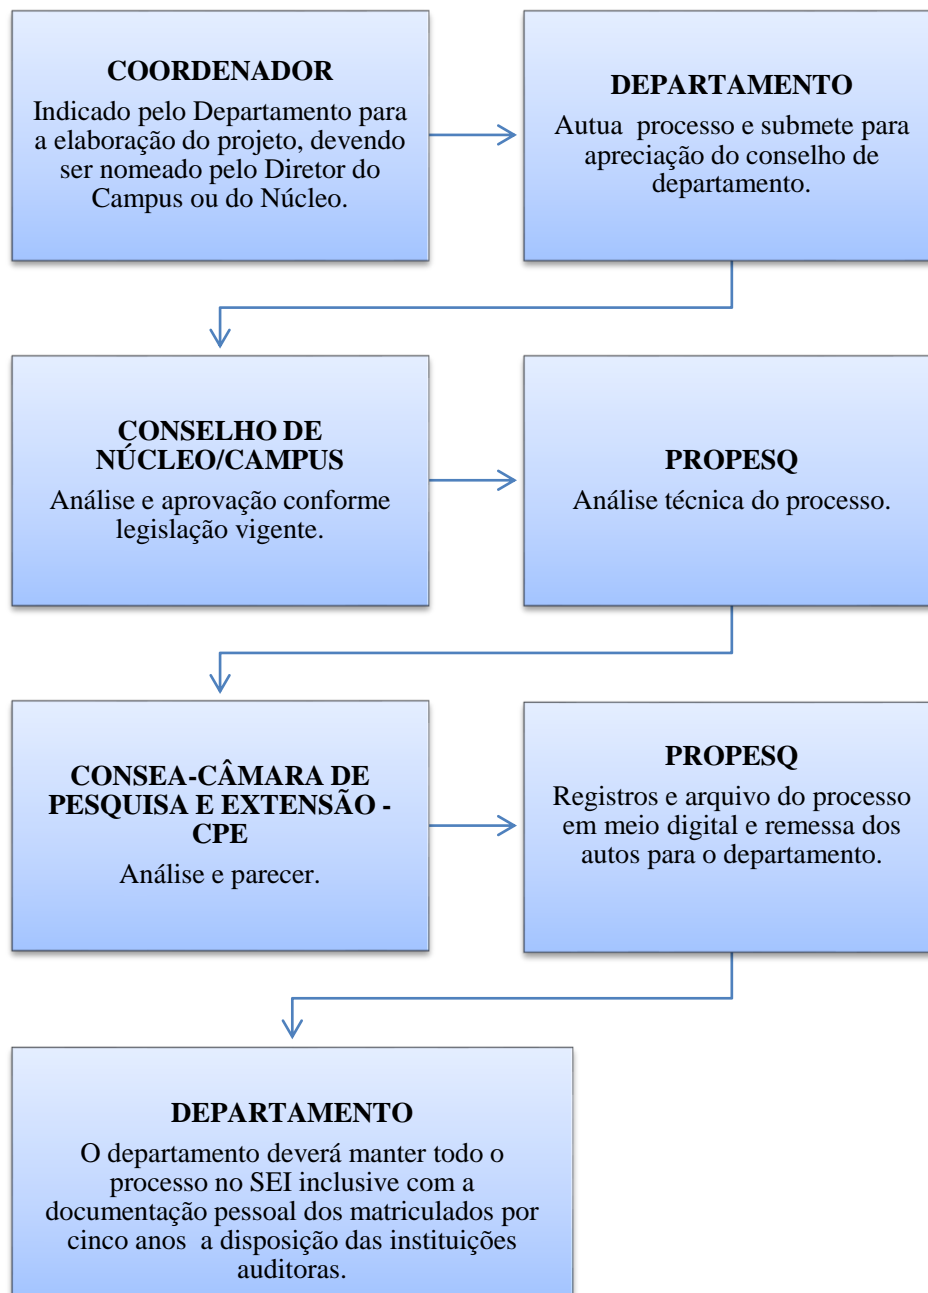 COORDENADOR
Indicado pelo Departamento para
a elaboração do projeto, devendo
ser nomeado pelo Diretor do
Campus ou do Núcleo.
DEPARTAMENTO
Autua processo e submete para
apreciação do conselho de
departamento.
CONSELHO DE
NÚCLEO/CAMPUS
Análise e aprovação conforme
legislação vigente.
PROPESQ
Análise técnica do processo.
CONSEA-CÂMARA DE
PESQUISA E EXTENSÃO -
CPE
Análise e parecer.
PROPESQ
Registros e arquivo do processo
em meio digital e remessa dos
autos para o departamento.
DEPARTAMENTO
O departamento deverá manter todo o
processo no SEI inclusive com a
documentação pessoal dos matriculados por
cinco anos a disposição das instituições
auditoras.